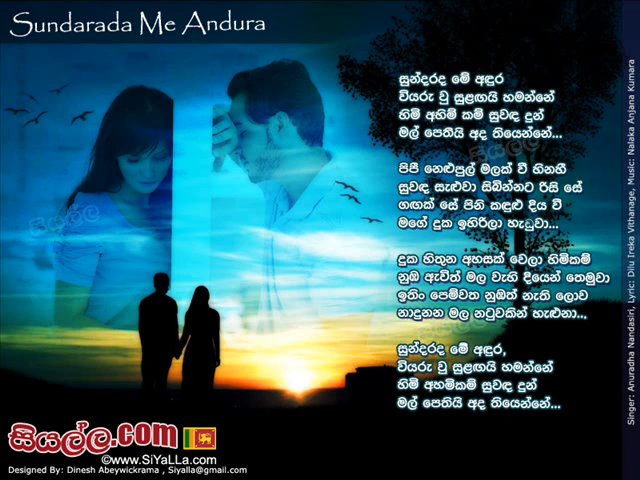 Sundarada Me Andura
සුන්දරද මේ අඳුර
වියරු වු සුළඟයි හමන්නේ
හිමි අහිමි කම් සුවඳ දුන්
මල් පෙතියි අද තියෙන්නේ...
පිපී නෙළුපුල් මලක් වී හිනැහී
සුවඳ සැළුවා සිබින්නට රිසි සේ
ගඟක් සේ පිනි කඳුළු දිය වී
මගේ දුක ඉහිරිලා හැටුවා...
දුක හිතුන අහසක් වෙලා හිමිකම්
නුඹ ඇවිත් මල වැහි දියෙන් තෙමුවා
ඉතිං පෙම්වත නුඹත් නැති ලොව
නාදුනන මල නටුවකින් හැළුනා..,
සුන්දරද මේ අඳුර,
වියරු වු සුළඟයි හමන්නේ
හිමි අහමිකම් සුවඳ දුන්
මල් පෙතියි අද තියෙන්නේ...
Singer: Anuradha Nandasiri, Lyric: Dilu Ireka Vithanage, Music: Nalaka Anjana Kumara
සියල්ල.com
©www.SiYaLLa.com
Designed By: Dinesh Abeywickrama , Siyalla@gmail.com